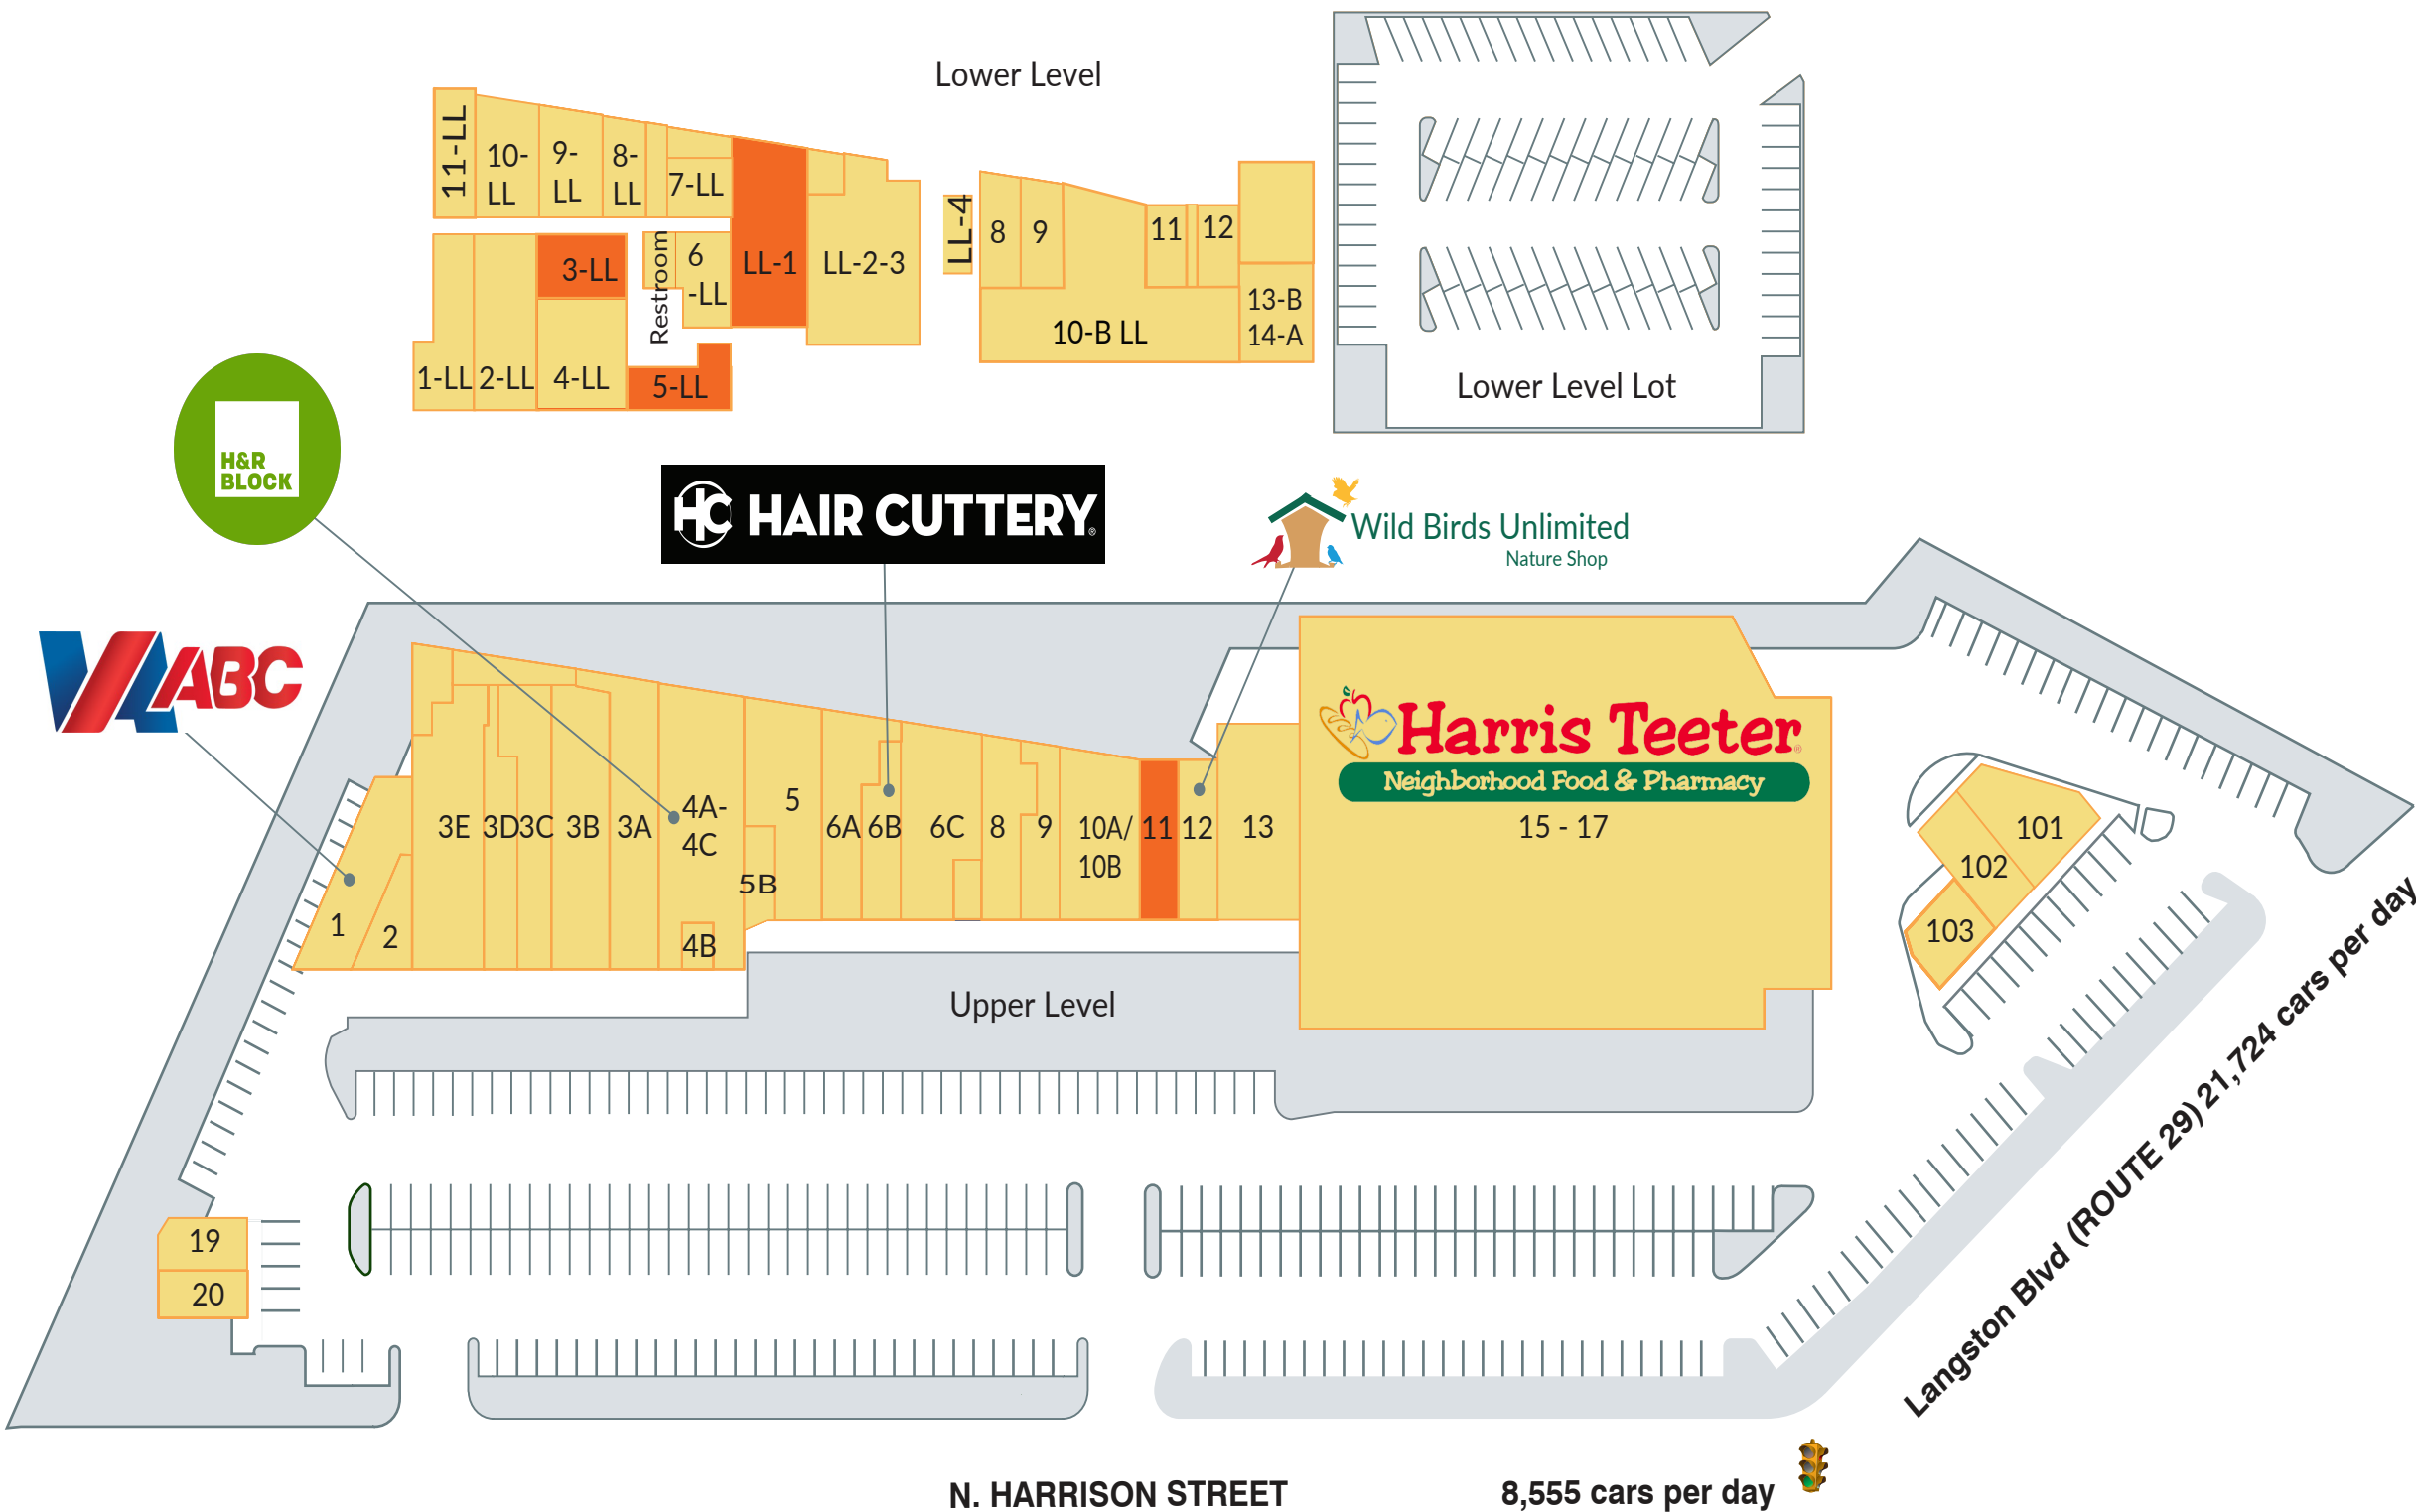 Lower Level
11-LL
10-
LL
9-
LL
8-
LL
7-LL
3-LL
Restroom
6
-LL
LL-1
LL-2-3
1-LL
2-LL
4-LL
5-LL
LL-4
8
9
11
12
10-B LL
13-B
14-A
Lower Level Lot
H&R
BLOCK
HC HAIR CUTTERY®
Wild Birds Unlimited
Nature Shop
VA ABC
Harris Teeter®
Neighborhood Food & Pharmacy
15 - 17
1
2
3E
3D
3C
3B
3A
4A-
4C
4B
5
5B
6A
6B
6C
8
9
10A/
10B
11
12
13
101
102
103
Upper Level
19
20
Langston Blvd (ROUTE 29) 21,724 cars per day
N. HARRISON STREET
8,555 cars per day